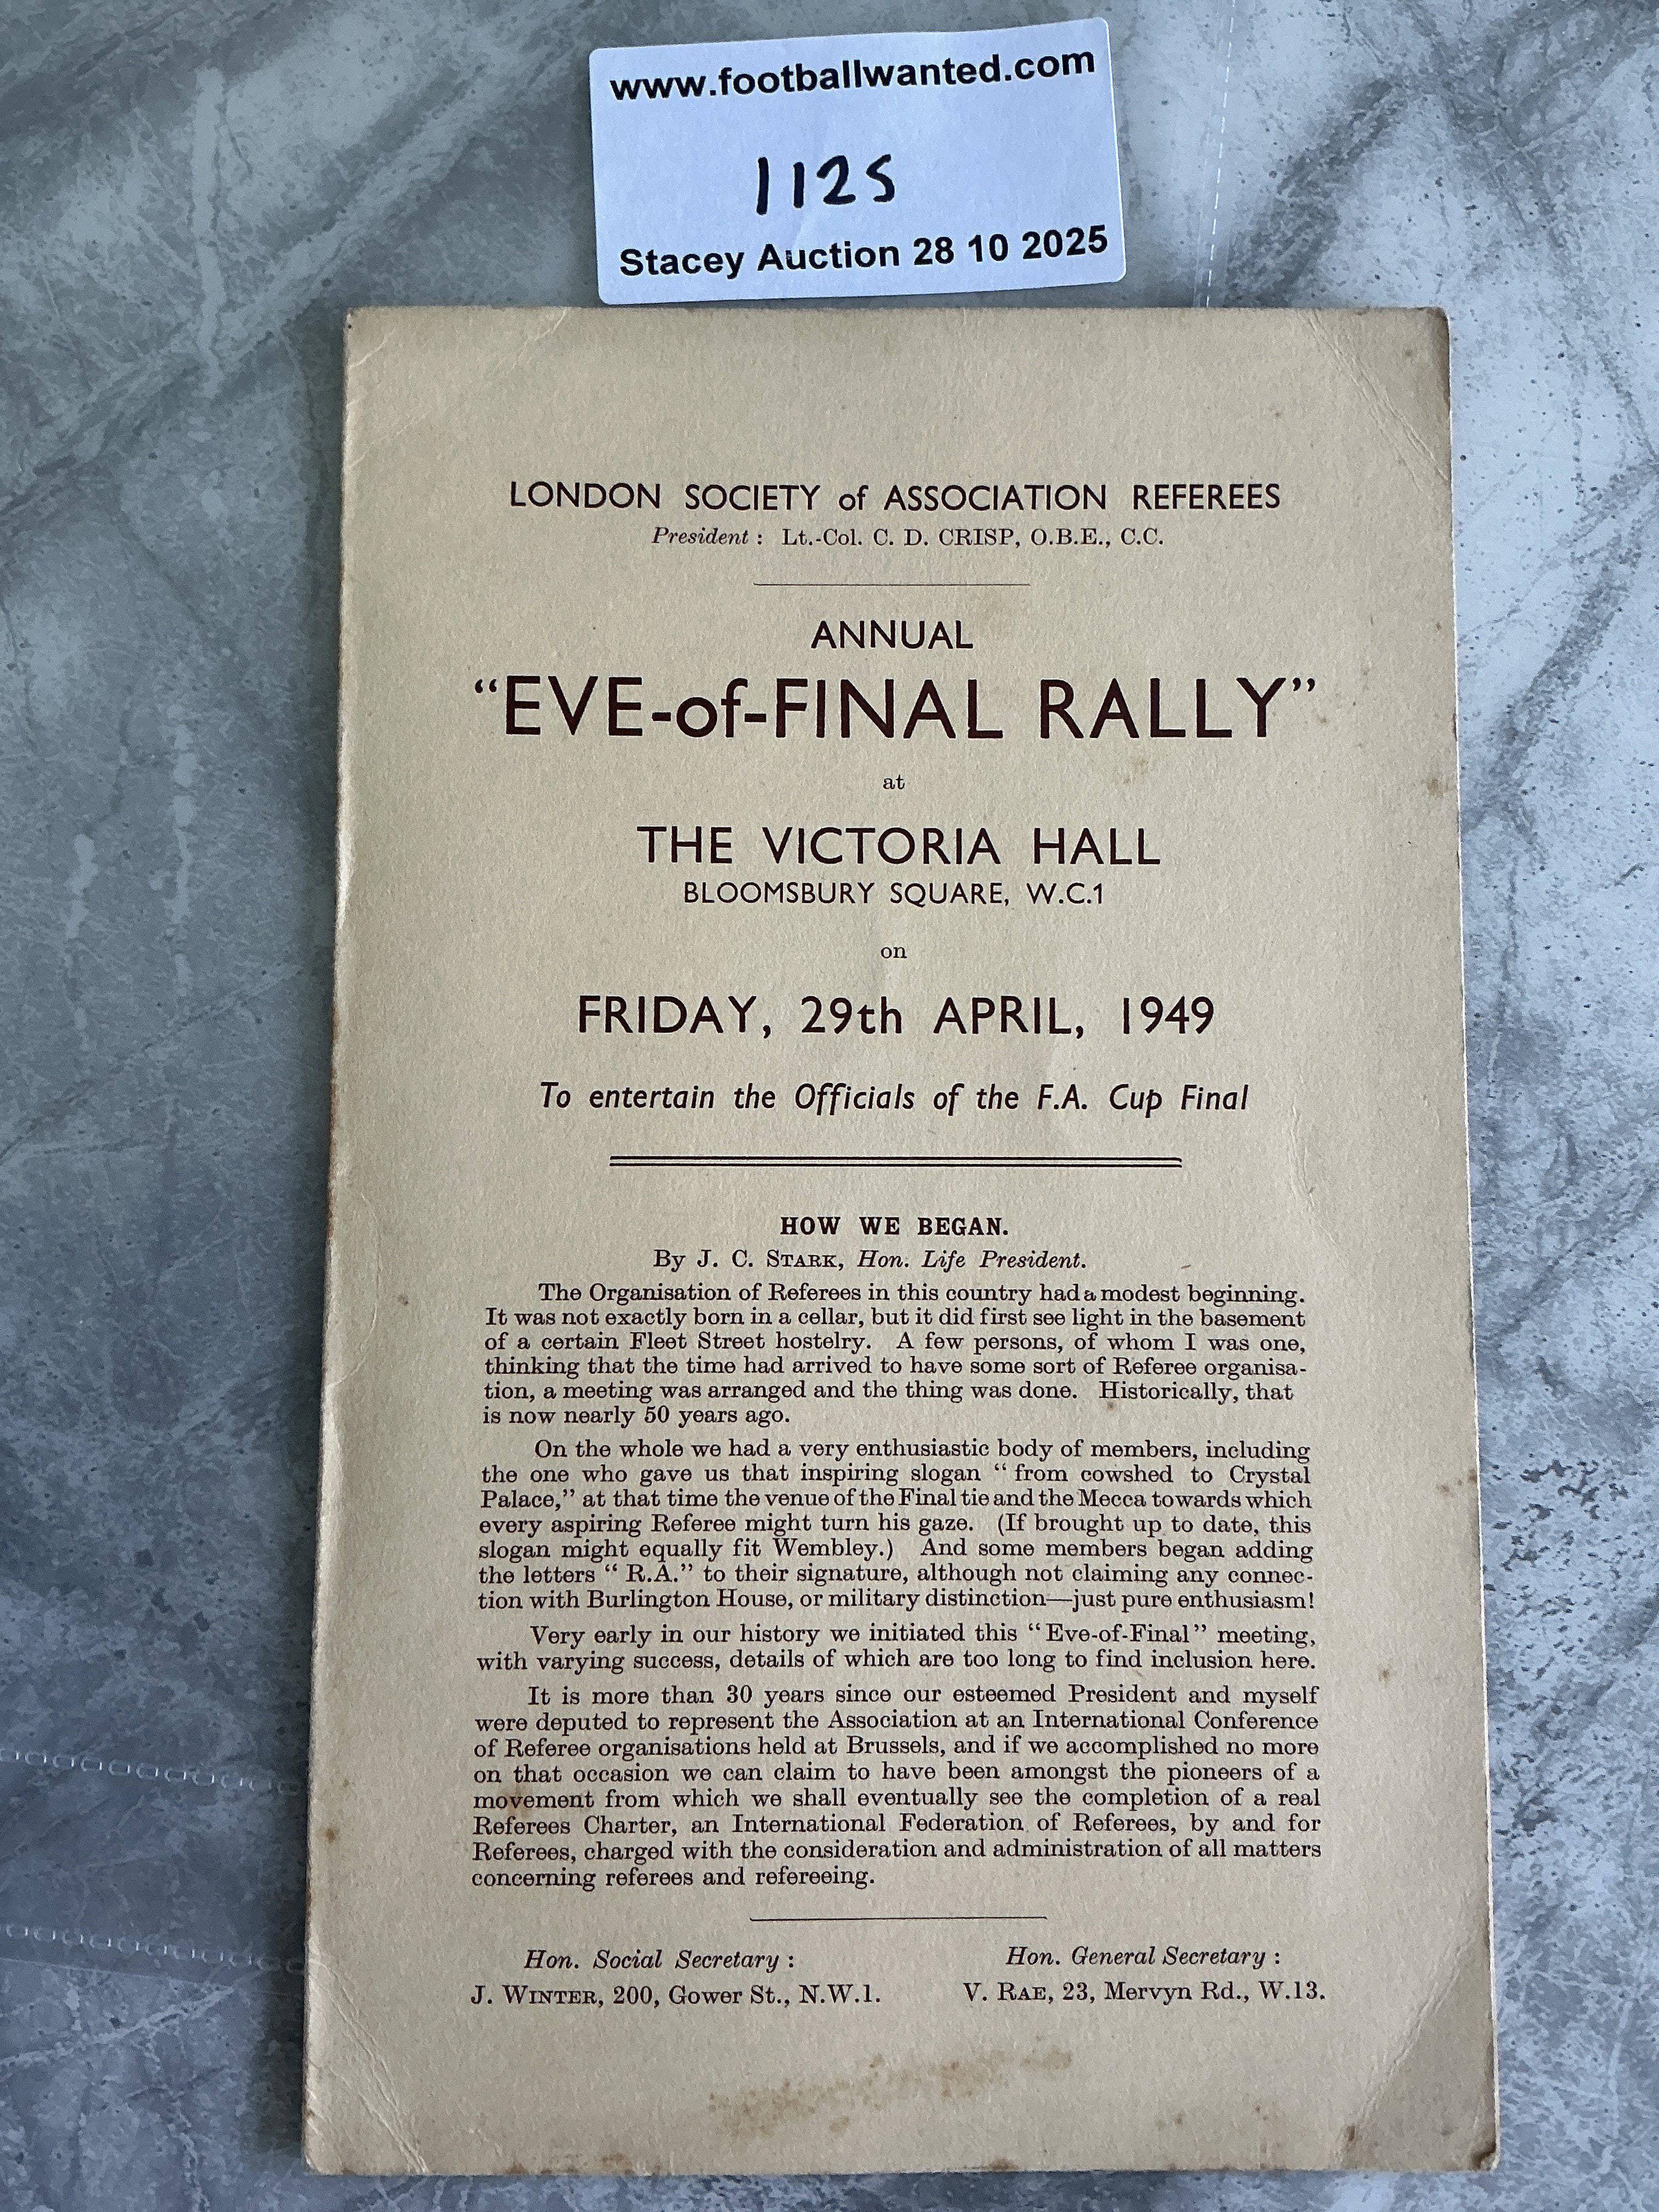 www.footballwanted.com
1125
Stacey Auction 28 10 2025
LONDON SOCIETY of ASSOCIATION REFEREES
President : Lt.-Col. C. D. CRISP, O.B.E., C.C.
ANNUAL
"EVE-of-FINAL RALLY"
at
THE VICTORIA HALL
BLOOMSBURY SQUARE, W.C.1
on
FRIDAY, 29th APRIL, 1949
To entertain the Officials of the F.A. Cup Final
HOW WE BEGAN.
By J. C. STARK, Hon. Life President.
The Organisation of Referees in this country had a modest beginning.
It was not exactly born in a cellar, but it did first see light in the basement
of a certain Fleet Street hostelry. A few persons, of whom I was one,
thinking that the time had arrived to have some sort of Referee organisa-
tion, a meeting was arranged and the thing was done. Historically, that
is now nearly 50 years ago.
On the whole we had a very enthusiastic body of members, including
the one who gave us that inspiring slogan "from cowshed to Crystal
Palace," at that time the venue of the Final tie and the Mecca towards which
every aspiring Referee might turn his gaze. (If brought up to date, this
slogan might equally fit Wembley.) And some members began adding
the letters "R.A." to their signature, although not claiming any connec-
tion with Burlington House, or military distinction—just pure enthusiasm!
Very early in our history we initiated this "Eve-of-Final" meeting,
with varying success, details of which are too long to find inclusion here.
It is more than 30 years since our esteemed President and myself
were deputed to represent the Association at an International Conference
of Referee organisations held at Brussels, and if we accomplished no more
on that occasion we can claim to have been amongst the pioneers of a
movement from which we shall eventually see the completion of a real
Referees Charter, an International Federation of Referees, by and for
Referees, charged with the consideration and administration of all matters
concerning referees and refereeing.
Hon. Social Secretary :
J. WINTER, 200, Gower St., N.W.1.
Hon. General Secretary :
V. RAE, 23, Mervyn Rd., W.13.